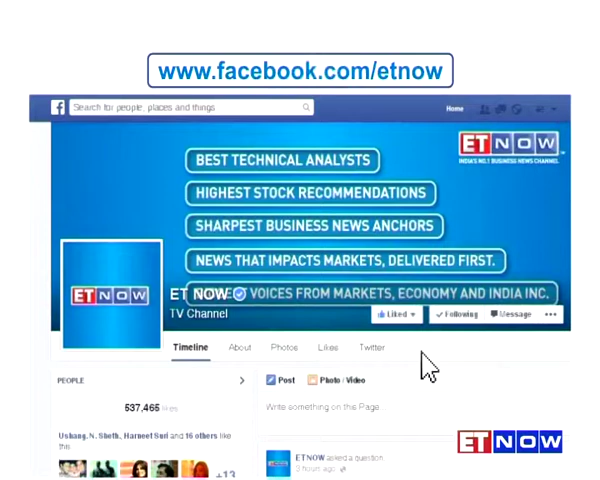 www.facebook.com/etnow
Search for people, places and things
Home
ET NOW
INDIA'S NO.1 BUSINESS NEWS CHANNEL
BEST TECHNICAL ANALYSTS
HIGHEST STOCK RECOMMENDATIONS
SHARPEST BUSINESS NEWS ANCHORS
NEWS THAT IMPACTS MARKETS, DELIVERED FIRST.
VOICES FROM MARKETS, ECONOMY AND INDIA INC.
ET NOW
ET NOW
TV Channel
Liked
Following
Message
Timeline About Photos Likes Twitter
PEOPLE
537,465 likes
Ushang. N. Sheth, Harneet Suri and 16 others like
this
+13
Post Photo / Video
Write something on this Page
ETNOW asked a question
3 hours ago
ET NOW